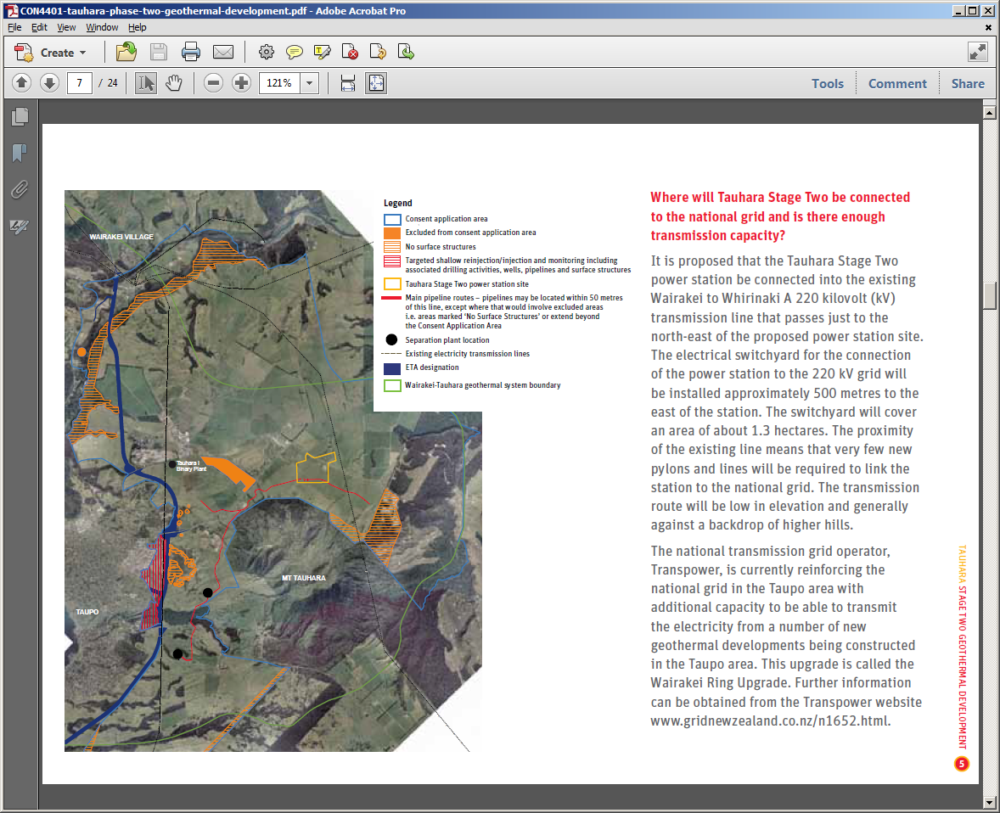 CON4401-tauhara-phase-two-geothermal-development.pdf - Adobe Acrobat Pro
File Edit View Window Help
Create
7 / 24
121%
Tools Comment Share
WAIRAKEI VILLAGE
Tauhara I
Binary Plant
MT TAUHARA
TAUPO
Legend
Consent application area
Excluded from consent application area
No surface structures
Targeted shallow reinjection/injection and monitoring including
associated drilling activities, wells, pipelines and surface structures
Tauhara Stage Two power station site
Main pipeline routes – pipelines may be located within 50 metres
of this line, except where that would involve excluded areas
i.e. areas marked ‘No Surface Structures’ or extend beyond
the Consent Application Area
Separation plant location
Existing electricity transmission lines
ETA designation
Wairakei-Tauhara geothermal system boundary
Where will Tauhara Stage Two be connected
to the national grid and is there enough
transmission capacity?
It is proposed that the Tauhara Stage Two
power station be connected into the existing
Wairakei to Whirinaki A 220 kilovolt (kV)
transmission line that passes just to the
north-east of the proposed power station site.
The electrical switchyard for the connection
of the power station to the 220 kV grid will
be installed approximately 500 metres to the
east of the station. The switchyard will cover
an area of about 1.3 hectares. The proximity
of the existing line means that very few new
pylons and lines will be required to link the
station to the national grid. The transmission
route will be low in elevation and generally
against a backdrop of higher hills.
The national transmission grid operator,
Transpower, is currently reinforcing the
national grid in the Taupo area with
additional capacity to be able to transmit
the electricity from a number of new
geothermal developments being constructed
in the Taupo area. This upgrade is called the
Wairakei Ring Upgrade. Further information
can be obtained from the Transpower website
www.gridnewzealand.co.nz/n1652.html.
TAUHARA STAGE TWO GEOTHERMAL DEVELOPMENT
5